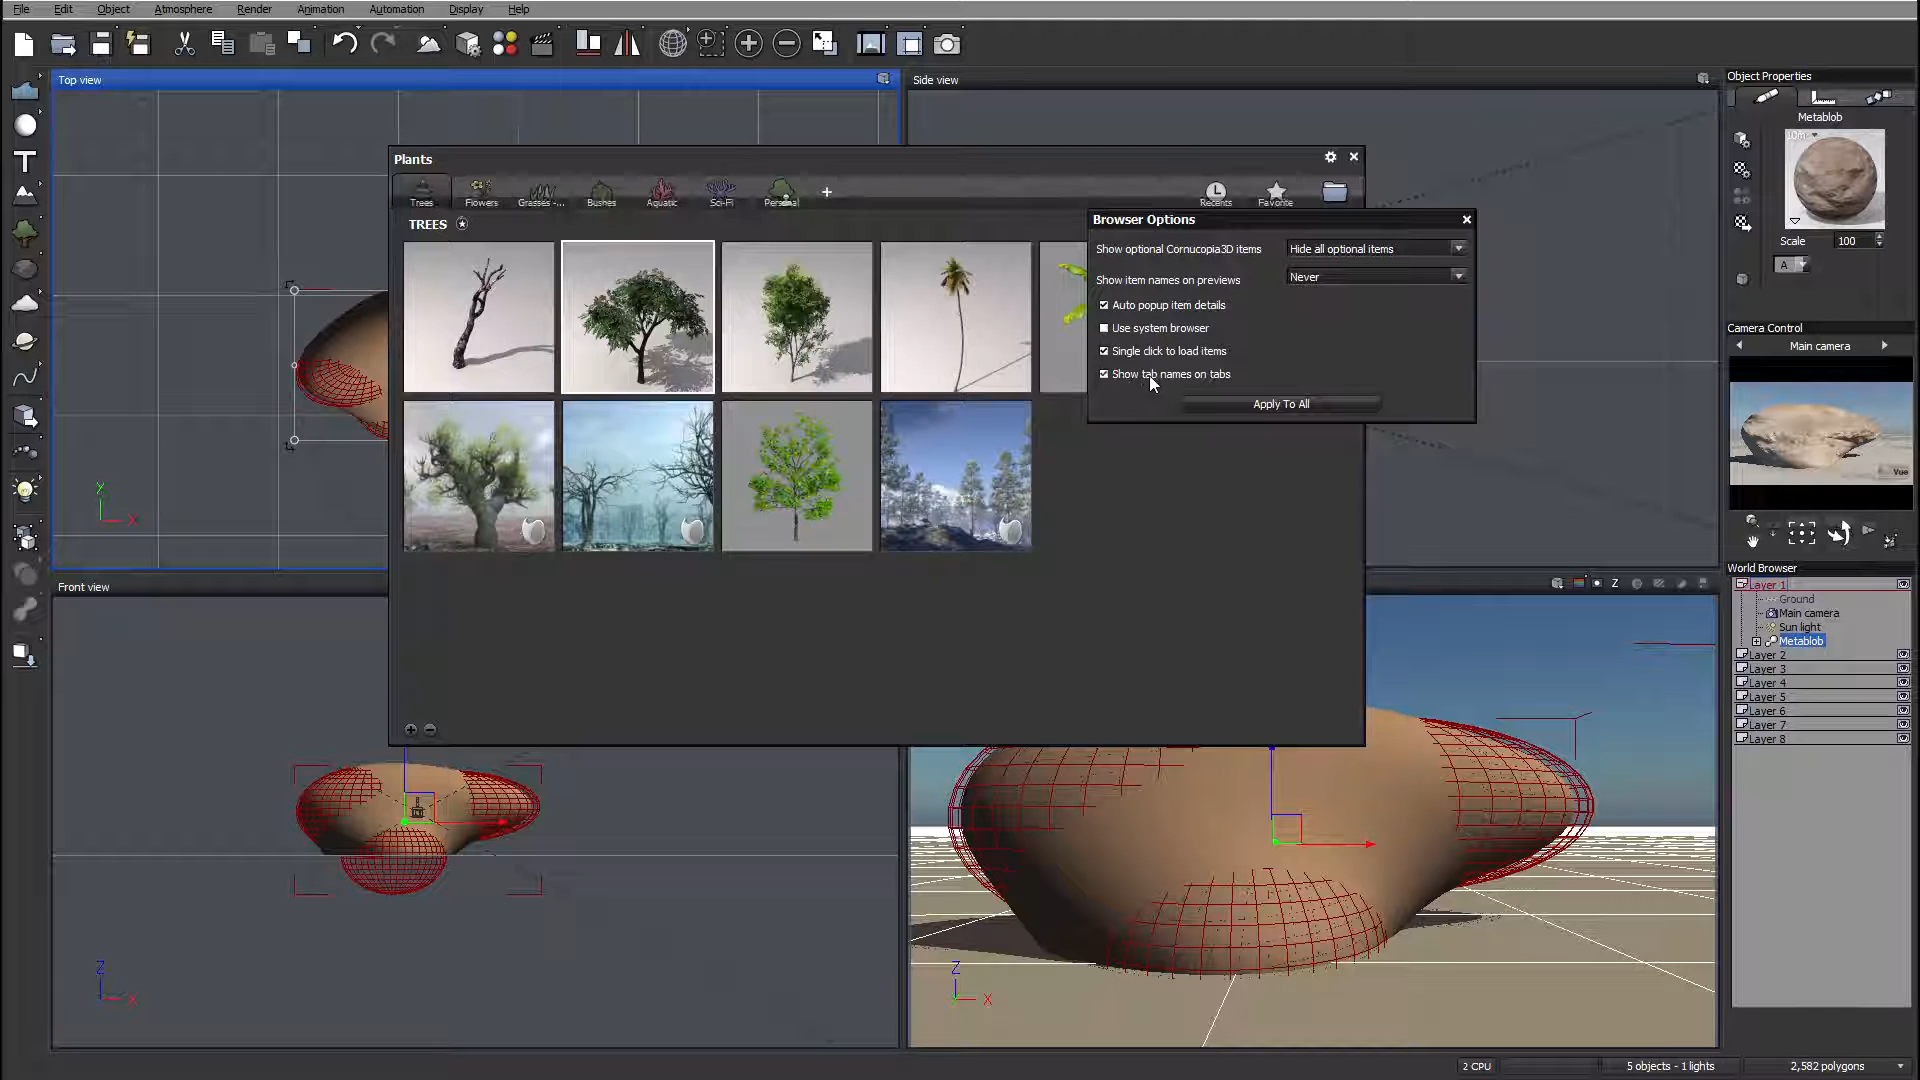 File Edit Object Atmosphere Render Animation Automation Display Help
Top view
Side view
Object Properties
Metablob
10m
Scale 100
A
Plants
Trees Flowers Grasses -... Bushes Aquatic Sci-Fi Personal + Recents Favorite
TREES
Browser Options
Show optional Cornucopia3D items Hide all optional items
Show item names on previews Never
Auto popup item details
Use system browser
Single click to load items
Show tab names on tabs
Apply To All
Camera Control
Main camera
Vue
Y
X
World Browser
Layer 1
Ground
Main camera
Sun light
Metablob
Layer 2
Layer 3
Layer 4
Layer 5
Layer 6
Layer 7
Layer 8
Front view
Z
Z
X
Z
X
2 CPU 5 objects - 1 lights 2,582 polygons